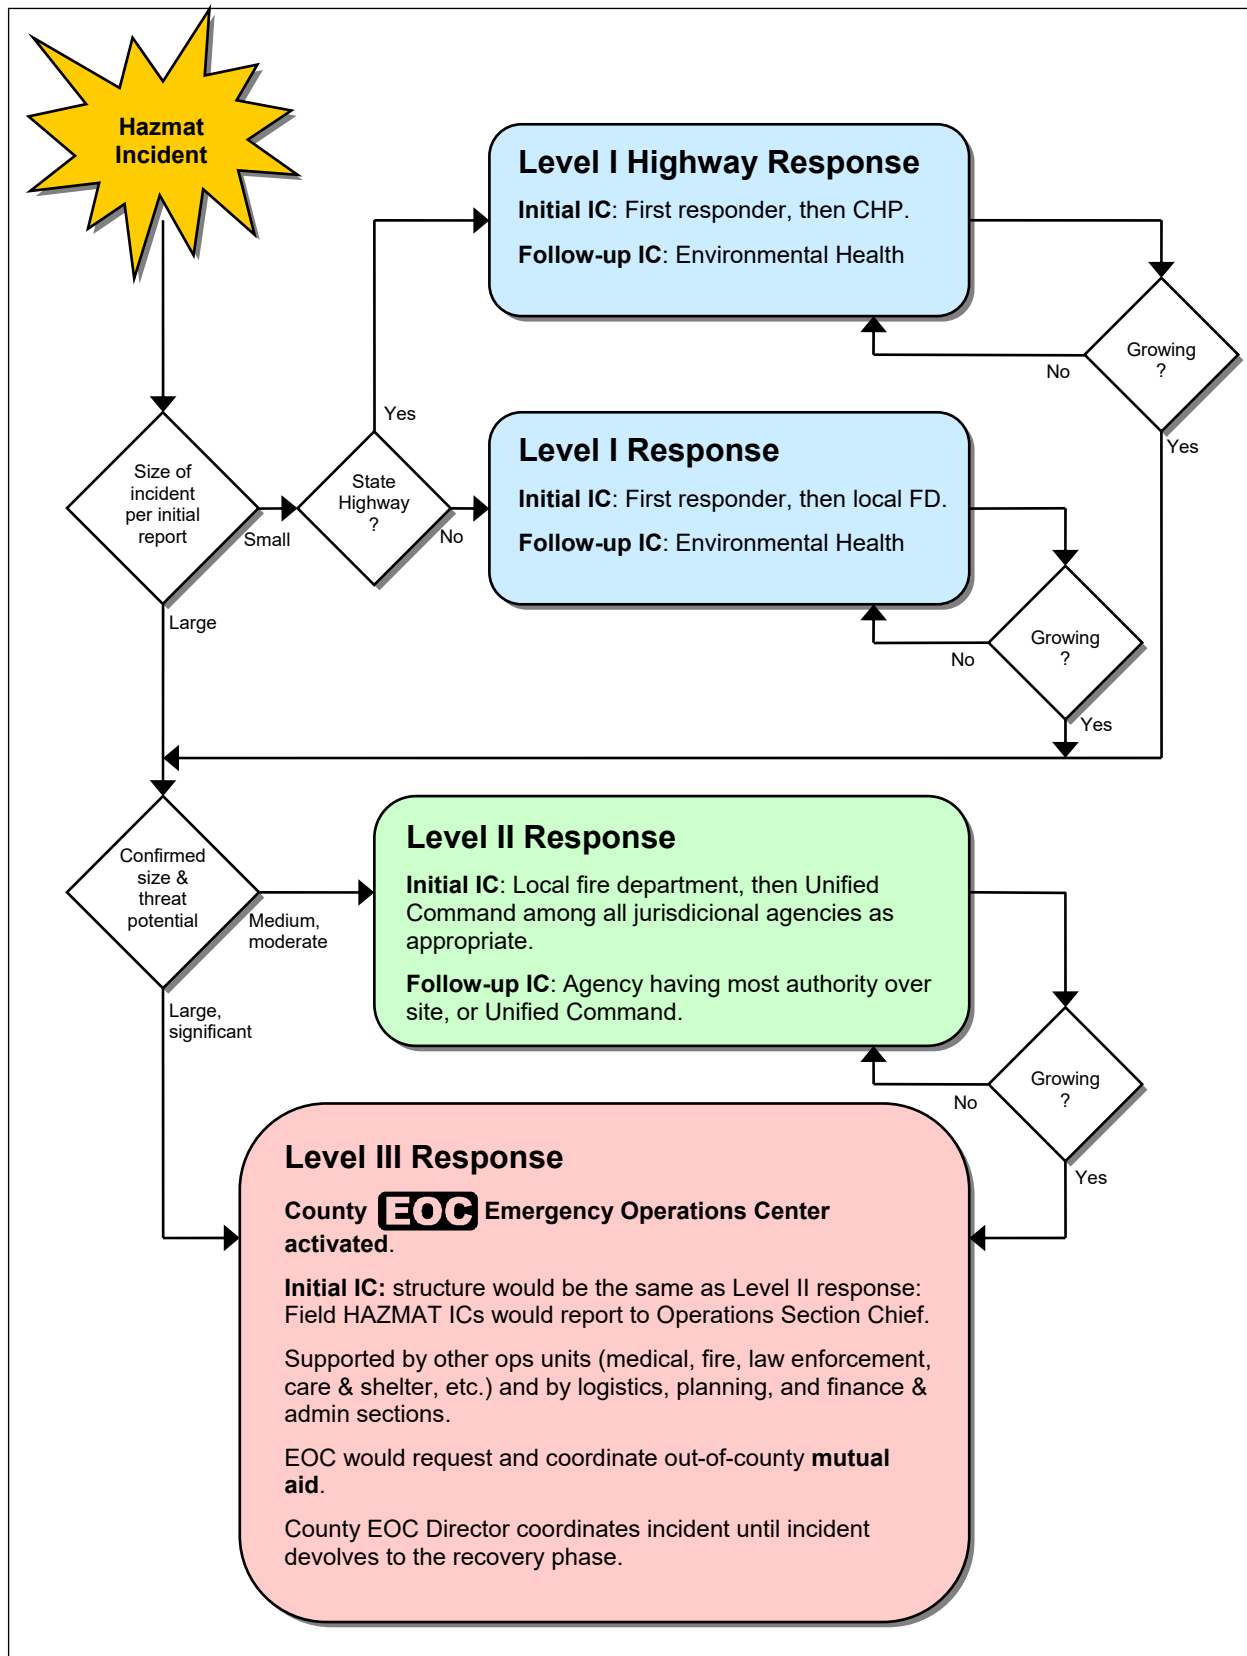 Hazmat
Incident
Level I Highway Response
Initial IC: First responder, then CHP.
Follow-up IC: Environmental Health
Growing
?
No
Yes
Yes
Size of
incident
per initial
report
Small
Large
State
Highway
?
No
Level I Response
Initial IC: First responder, then local FD.
Follow-up IC: Environmental Health
Growing
?
No
Yes
Confirmed
size &
threat
potential
Medium,
moderate
Large,
significant
Level II Response
Initial IC: Local fire department, then Unified
Command among all jurisdicional agencies as
appropriate.
Follow-up IC: Agency having most authority over
site, or Unified Command.
Growing
?
No
Yes
Level III Response
County EOC Emergency Operations Center
activated.
Initial IC: structure would be the same as Level II response:
Field HAZMAT ICs would report to Operations Section Chief.
Supported by other ops units (medical, fire, law enforcement,
care & shelter, etc.) and by logistics, planning, and finance &
admin sections.
EOC would request and coordinate out-of-county mutual
aid.
County EOC Director coordinates incident until incident
devolves to the recovery phase.